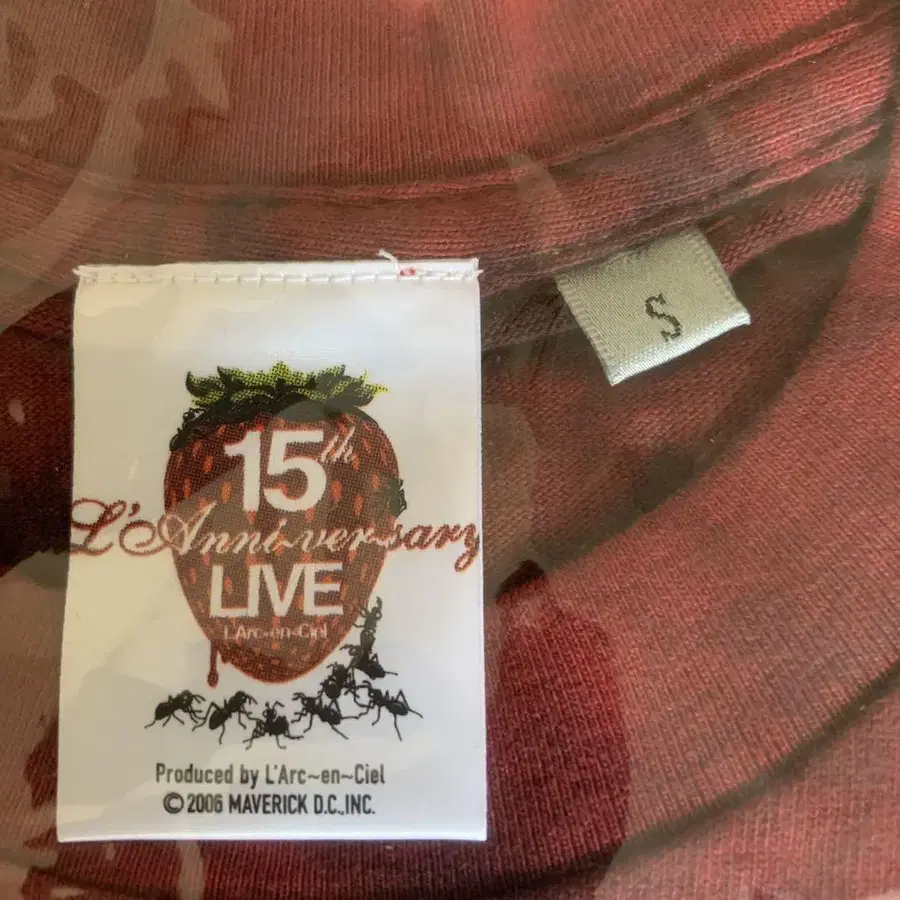 15th
L'Anniversary
LIVE
L'Arc~en~Ciel
Produced by L'Arc~en~Ciel
© 2006 MAVERICK D.C.,INC.
S